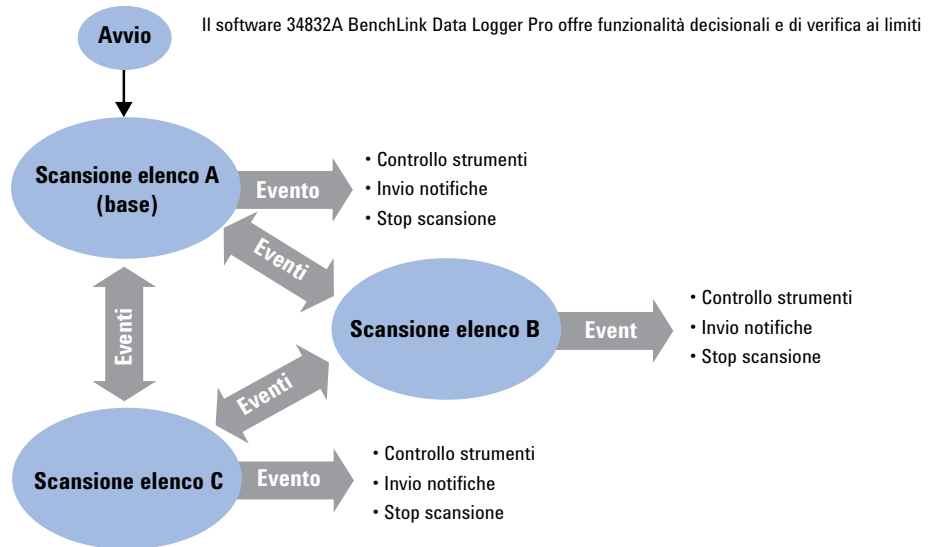 Avvio
Il software 34832A BenchLink Data Logger Pro offre funzionalità decisionali e di verifica ai limiti
Scansione elenco A
(base)
Evento
• Controllo strumenti
• Invio notifiche
• Stop scansione
Eventi
Eventi
Scansione elenco B
Event
• Controllo strumenti
• Invio notifiche
• Stop scansione
Eventi
Scansione elenco C
Evento
• Controllo strumenti
• Invio notifiche
• Stop scansione